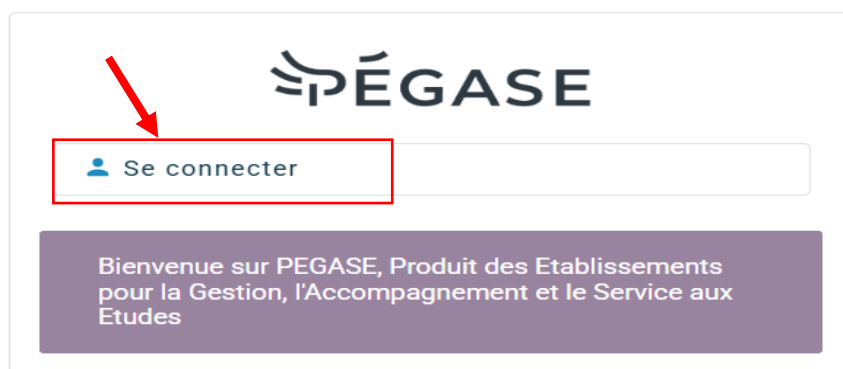 PÉGASE
Se connecter
Bienvenue sur PEGASE, Produit des Etablissements
pour la Gestion, l'Accompagnement et le Service aux
Etudes